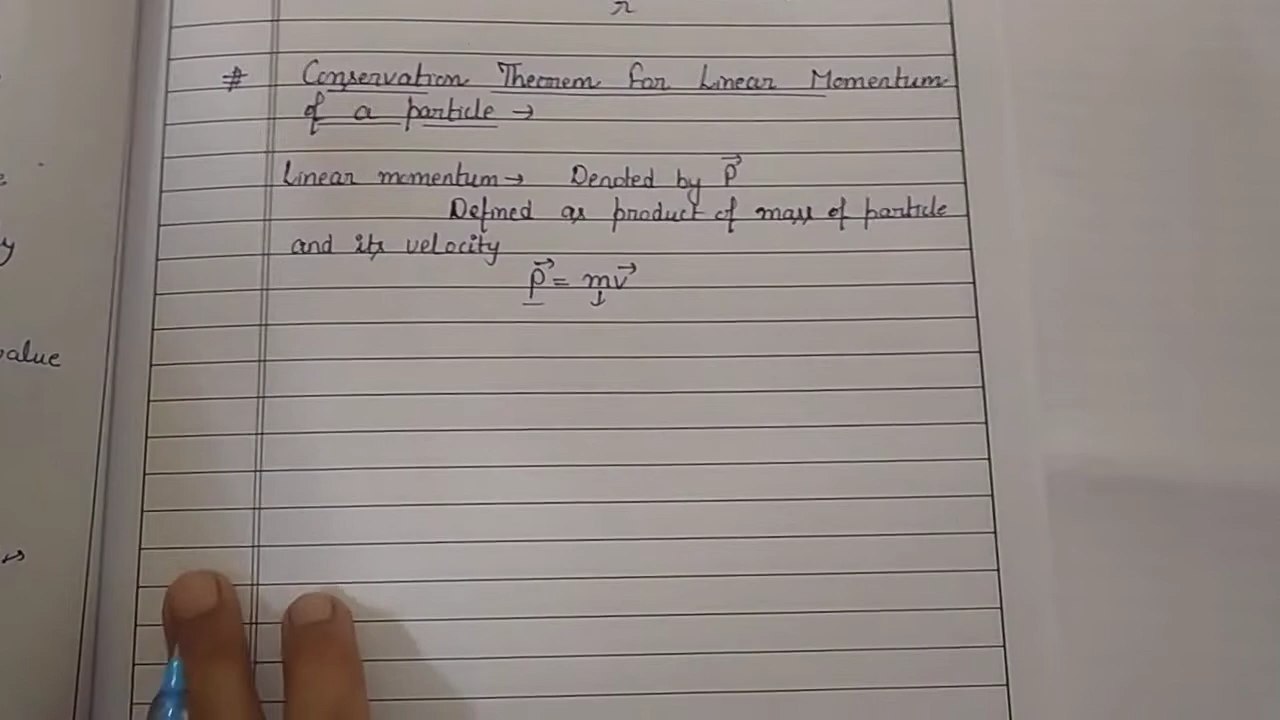 r
# Conservation Theorem for Linear Momentum
of a particle →
Linear momentum → Denoted by p⃗
Defined as product of mass of particle
and its velocity
p⃗ = mv⃗
↓
y
value